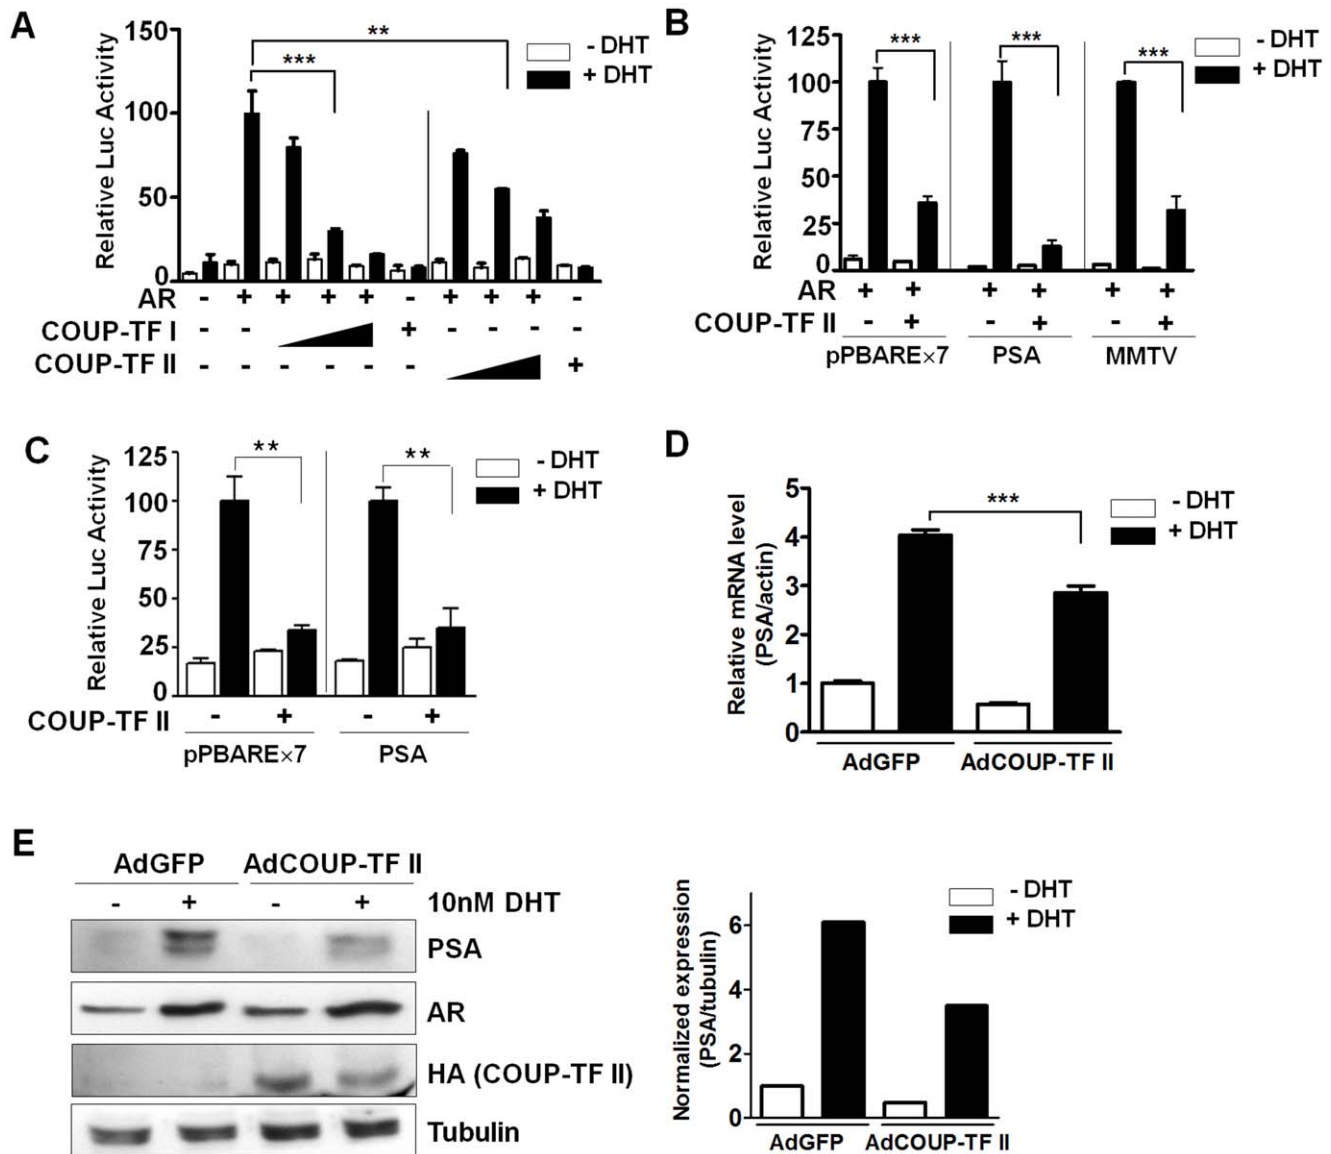 A
Relative Luc Activity
150
100
50
0
**
***
- DHT
+ DHT
AR - + + + + - + + + -
COUP-TF I - - + - - - -
COUP-TF II - - - - - - +
B
Relative Luc Activity
125
100
75
50
25
0
*** *** ***
- DHT
+ DHT
AR + + + + + +
COUP-TF II - + - + - +
pPBARE×7 PSA MMTV
C
Relative Luc Activity
125
100
75
50
25
0
** **
- DHT
+ DHT
COUP-TF II - + - +
pPBARE×7 PSA
D
Relative mRNA level
(PSA/actin)
5
4
3
2
1
0
***
- DHT
+ DHT
AdGFP AdCOUP-TF II
E
AdGFP AdCOUP-TF II
- + - + 10nM DHT
PSA
AR
HA (COUP-TF II)
Tubulin
Normalized expression
(PSA/tubulin)
6
4
2
0
- DHT
+ DHT
AdGFP AdCOUP-TF II